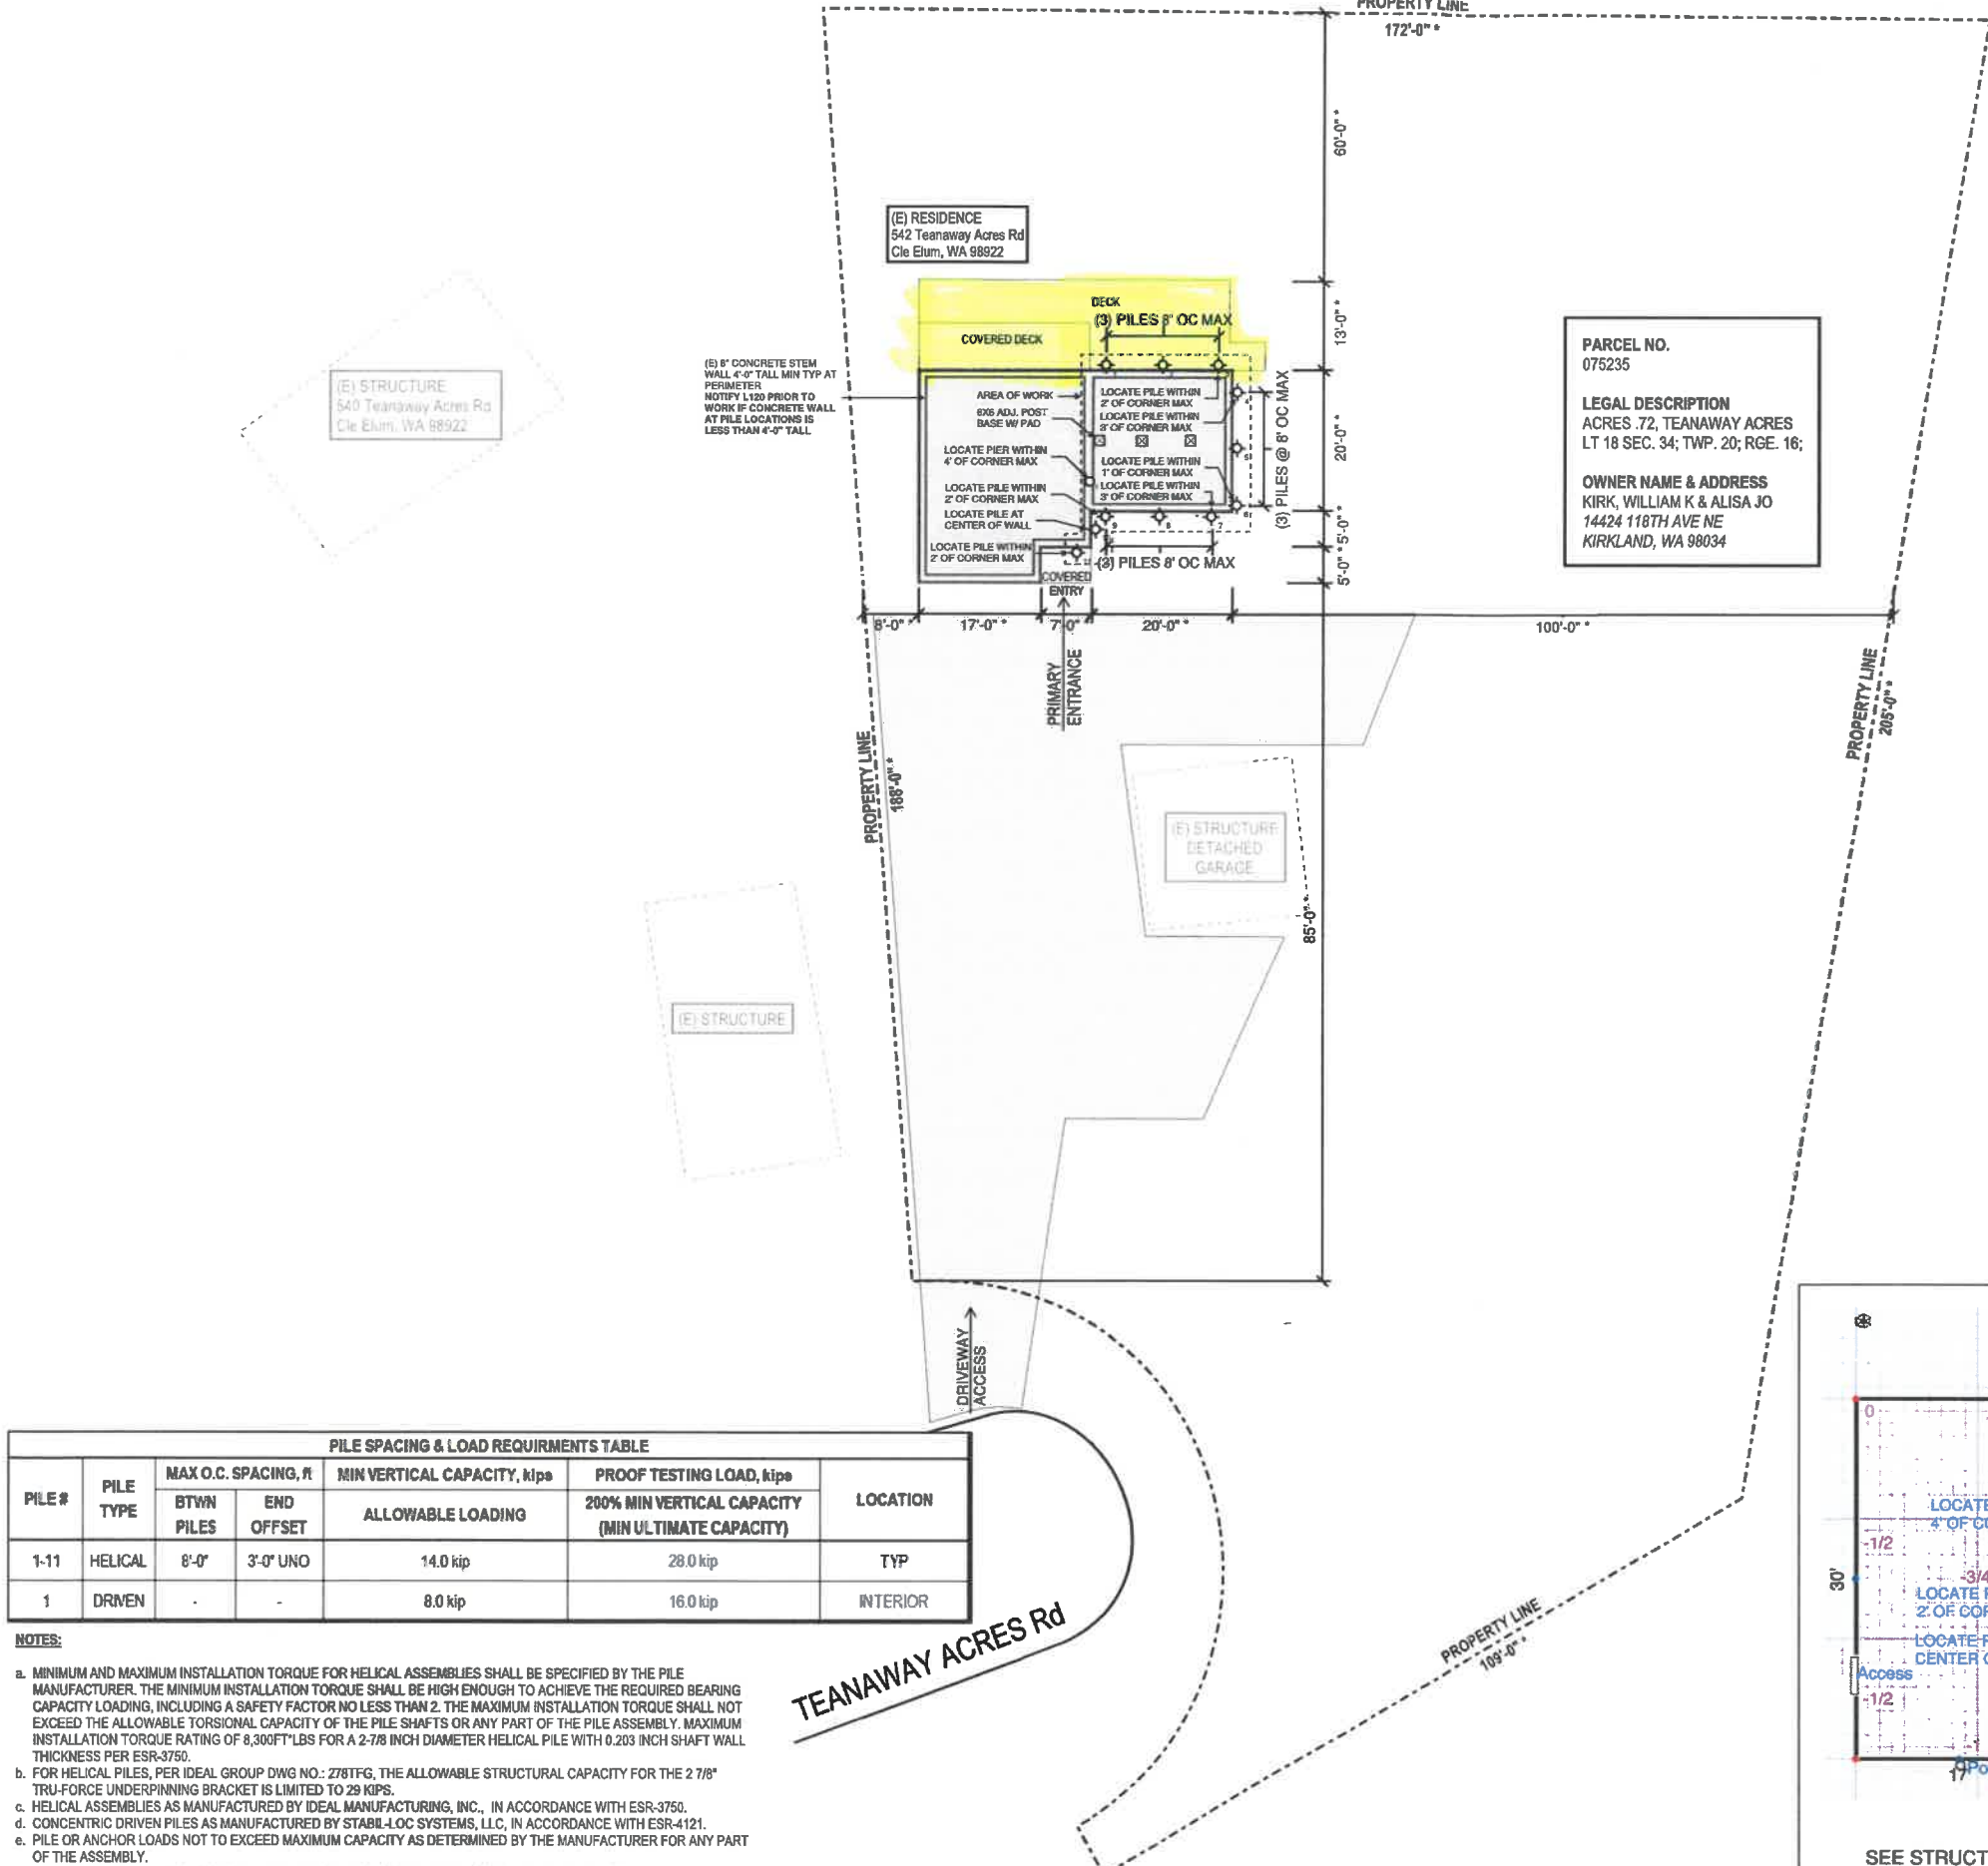 PROPERTY LINE
172'-0" *
60'-0" *
(E) RESIDENCE
542 Teanaway Acres Rd
Cle Elum, WA 98922
DECK
(3) PILES 8' OC MAX
COVERED DECK
13'-0" *
(E) STRUCTURE
540 Teanaway Acres Rd
Cle Elum, WA 98922
(E) 8" CONCRETE STEM
WALL 4'-0" TALL MIN TYP AT
PERIMETER
NOTIFY L120 PRIOR TO
WORK IF CONCRETE WALL
AT PILE LOCATIONS IS
LESS THAN 4'-0" TALL
AREA OF WORK
6X6 ADJ. POST
BASE W/ PAD
LOCATE PIER WITHIN
4' OF CORNER MAX
LOCATE PILE WITHIN
2' OF CORNER MAX
LOCATE PILE AT
CENTER OF WALL
LOCATE PILE WITHIN
2' OF CORNER MAX
LOCATE PILE WITHIN
2' OF CORNER MAX
LOCATE PILE WITHIN
3' OF CORNER MAX
LOCATE PILE WITHIN
1' OF CORNER MAX
LOCATE PILE WITHIN
3' OF CORNER MAX
5
9
8
7
(3) PILES @ 8' OC MAX
20'-0" *
5'-0" *
5'-0" *
(3) PILES 8' OC MAX
COVERED
ENTRY
PARCEL NO.
075235
LEGAL DESCRIPTION
ACRES .72, TEANAWAY ACRES
LT 18 SEC. 34; TWP. 20; RGE. 16;
OWNER NAME & ADDRESS
KIRK, WILLIAM K & ALISA JO
14424 118TH AVE NE
KIRKLAND, WA 98034
8'-0" *
17'-0" *
7'-0" *
20'-0" *
100'-0" *
PRIMARY
ENTRANCE
PROPERTY LINE
188'-0" *
PROPERTY LINE
205'-0" *
(E) STRUCTURE
DETACHED
GARAGE
85'-0" *
(E) STRUCTURE
DRIVEWAY
ACCESS
PILE SPACING & LOAD REQUIRMENTS TABLE
PILE # PILE TYPE MAX O.C. SPACING, ft MIN VERTICAL CAPACITY, kips PROOF TESTING LOAD, kips LOCATION
BTWN PILES END OFFSET ALLOWABLE LOADING 200% MIN VERTICAL CAPACITY (MIN ULTIMATE CAPACITY)
1-11 HELICAL 8'-0" 3'-0" UNO 14.0 kip 28.0 kip TYP
1 DRIVEN - - 8.0 kip 16.0 kip INTERIOR
NOTES:
a. MINIMUM AND MAXIMUM INSTALLATION TORQUE FOR HELICAL ASSEMBLIES SHALL BE SPECIFIED BY THE PILE
MANUFACTURER. THE MINIMUM INSTALLATION TORQUE SHALL BE HIGH ENOUGH TO ACHIEVE THE REQUIRED BEARING
CAPACITY LOADING, INCLUDING A SAFETY FACTOR NO LESS THAN 2. THE MAXIMUM INSTALLATION TORQUE SHALL NOT
EXCEED THE ALLOWABLE TORSIONAL CAPACITY OF THE PILE SHAFTS OR ANY PART OF THE PILE ASSEMBLY. MAXIMUM
INSTALLATION TORQUE RATING OF 8,300FT*LBS FOR A 2-7/8 INCH DIAMETER HELICAL PILE WITH 0.203 INCH SHAFT WALL
THICKNESS PER ESR-3750.
b. FOR HELICAL PILES, PER IDEAL GROUP DWG NO.: 278TFG, THE ALLOWABLE STRUCTURAL CAPACITY FOR THE 2 7/8"
TRU-FORCE UNDERPINNING BRACKET IS LIMITED TO 29 KIPS.
c. HELICAL ASSEMBLIES AS MANUFACTURED BY IDEAL MANUFACTURING, INC., IN ACCORDANCE WITH ESR-3750.
d. CONCENTRIC DRIVEN PILES AS MANUFACTURED BY STABIL-LOC SYSTEMS, LLC, IN ACCORDANCE WITH ESR-4121.
e. PILE OR ANCHOR LOADS NOT TO EXCEED MAXIMUM CAPACITY AS DETERMINED BY THE MANUFACTURER FOR ANY PART
OF THE ASSEMBLY.
TEANAWAY ACRES Rd
PROPERTY LINE
109'-0" *
0
LOCATE
4' OF
-1/2
-3/4
30'
LOCATE
2' OF
LOCATE
CENTER
Access
-1/2
17'
SEE STRUCT